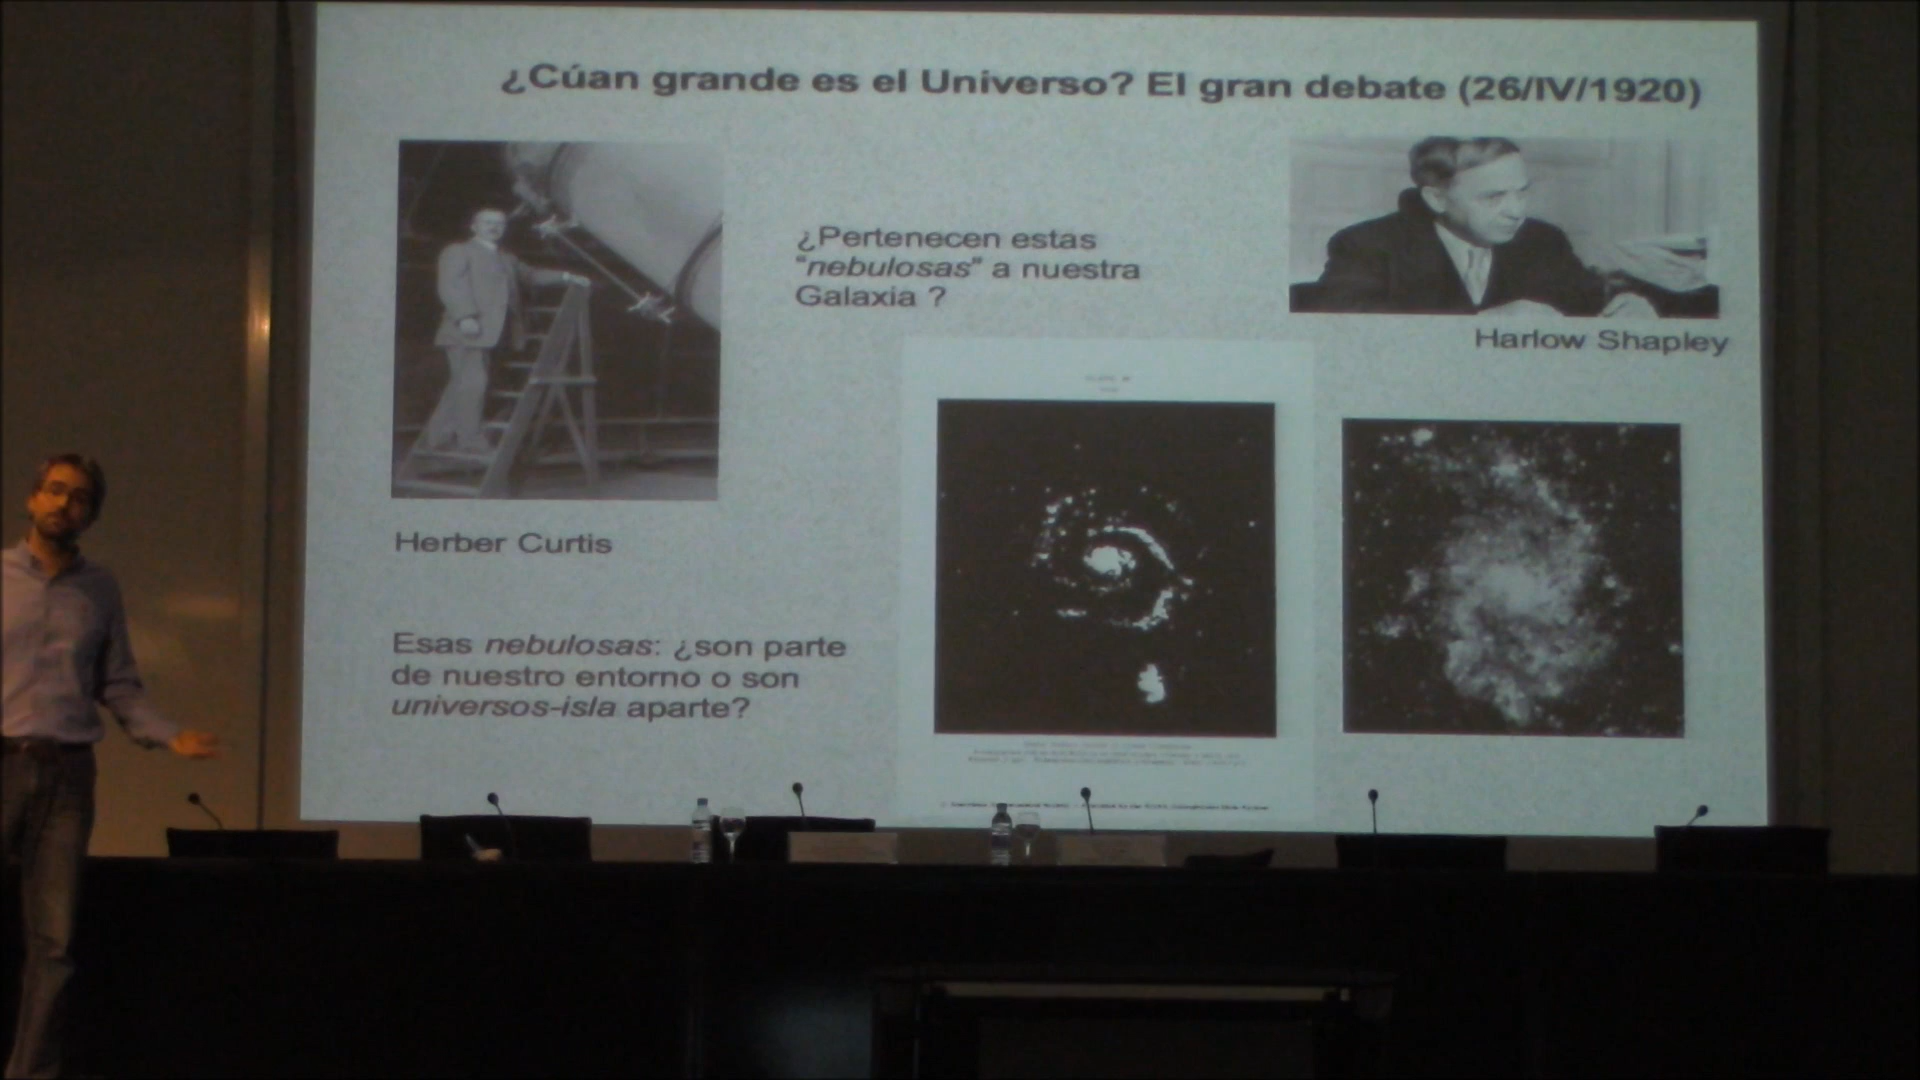 ¿Cúan grande es el Universo? El gran debate (26/IV/1920)
¿Pertenecen estas
"nebulosas" a nuestra
Galaxia ?
Harlow Shapley
Herber Curtis
Esas nebulosas: ¿son parte
de nuestro entorno o son
universos-isla aparte?